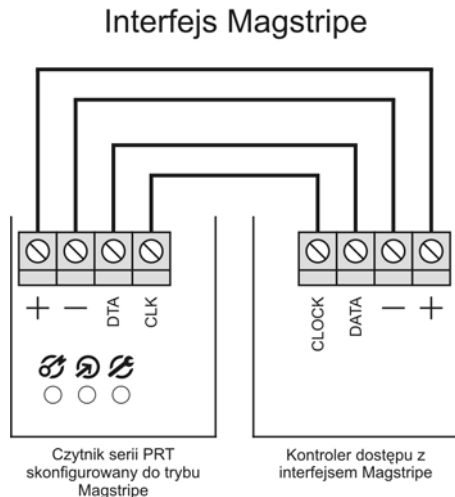 Interfejs Magstripe
+ — DTA CLK
CLOCK DATA — +
Czytnik serii PRT
skonfigurowany do trybu
Magstripe
Kontroler dostępu z
interfejsem Magstripe